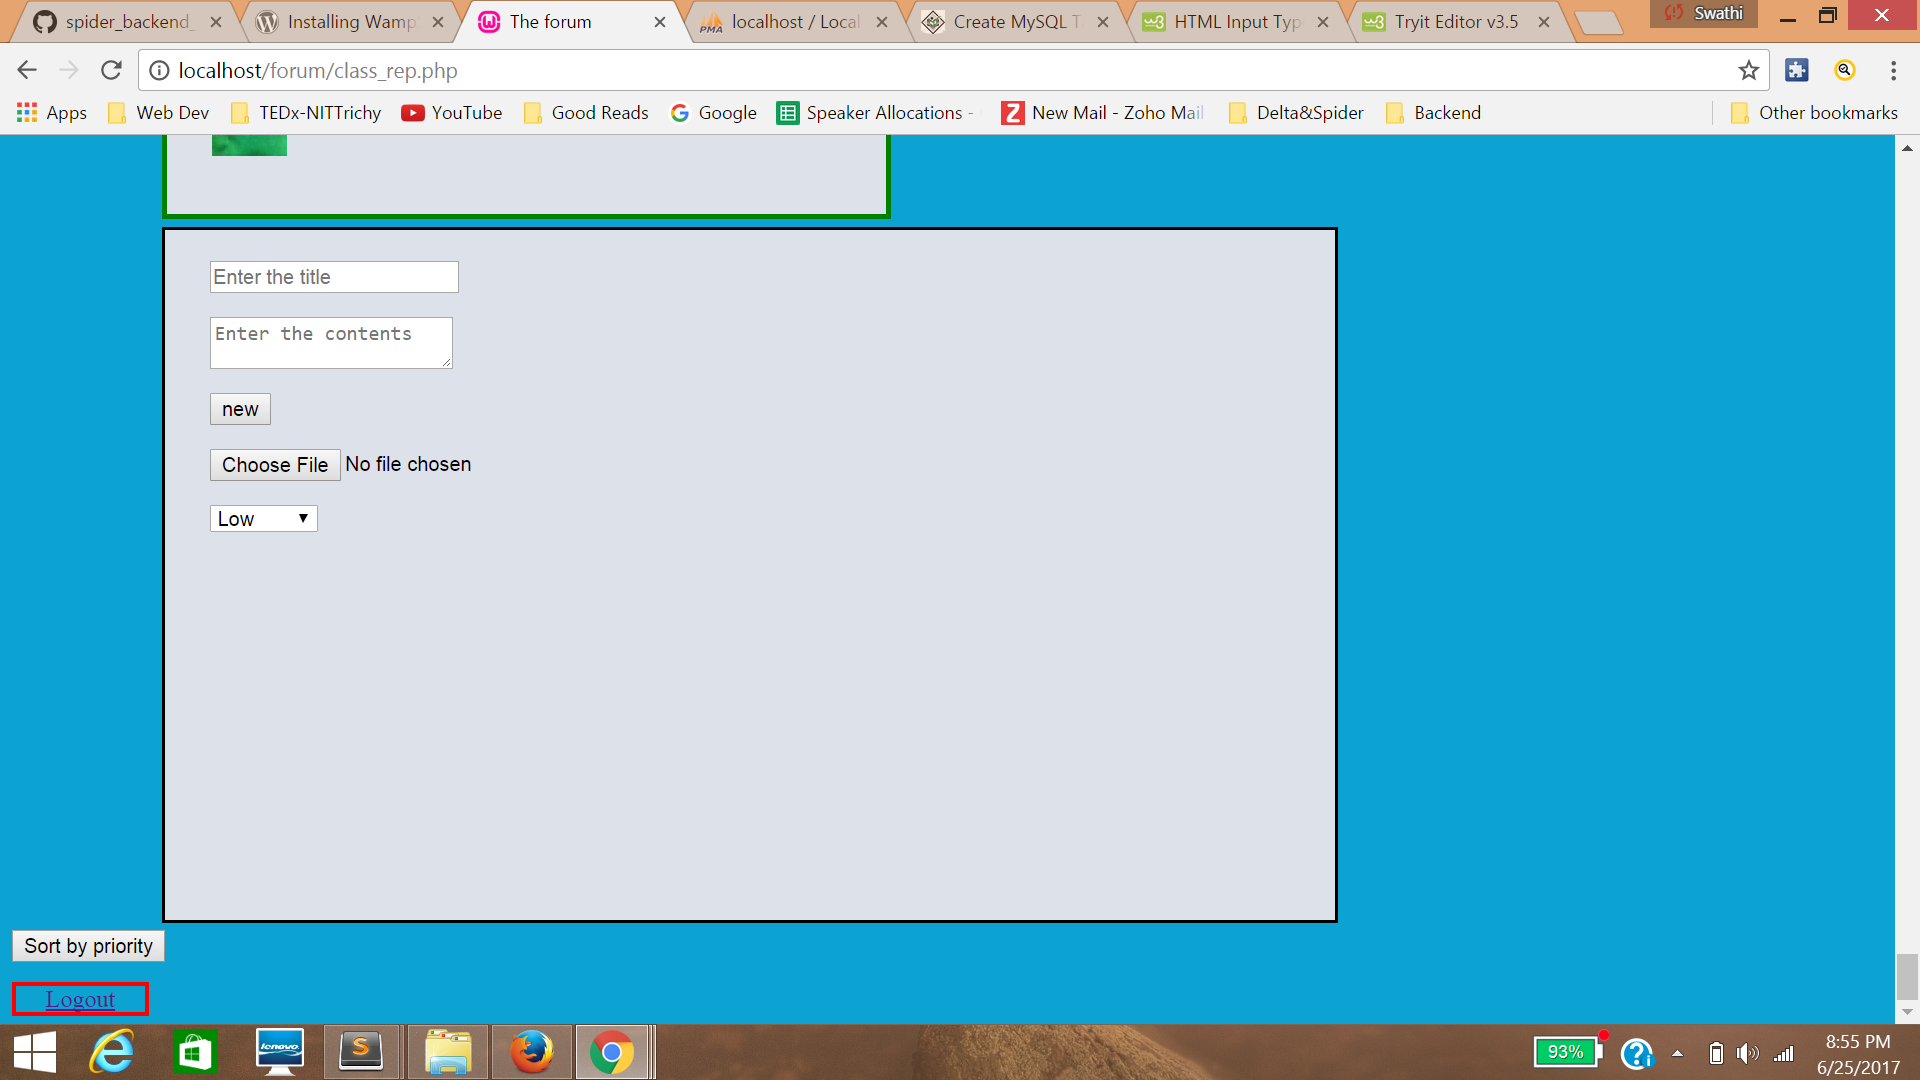 spider_backend_
Installing Wamp
The forum
PMA
localhost / Local
Create MySQL T
HTML Input Typ
Tryit Editor v3.5
Swathi
localhost/forum/class_rep.php
Apps
Web Dev
TEDx-NITTrichy
YouTube
Good Reads
Google
Speaker Allocations -
New Mail - Zoho Mail
Delta&Spider
Backend
Other bookmarks
Enter the title
Enter the contents
new
Choose File No file chosen
Low
Sort by priority
Logout
lenovo
93%
8:55 PM
6/25/2017